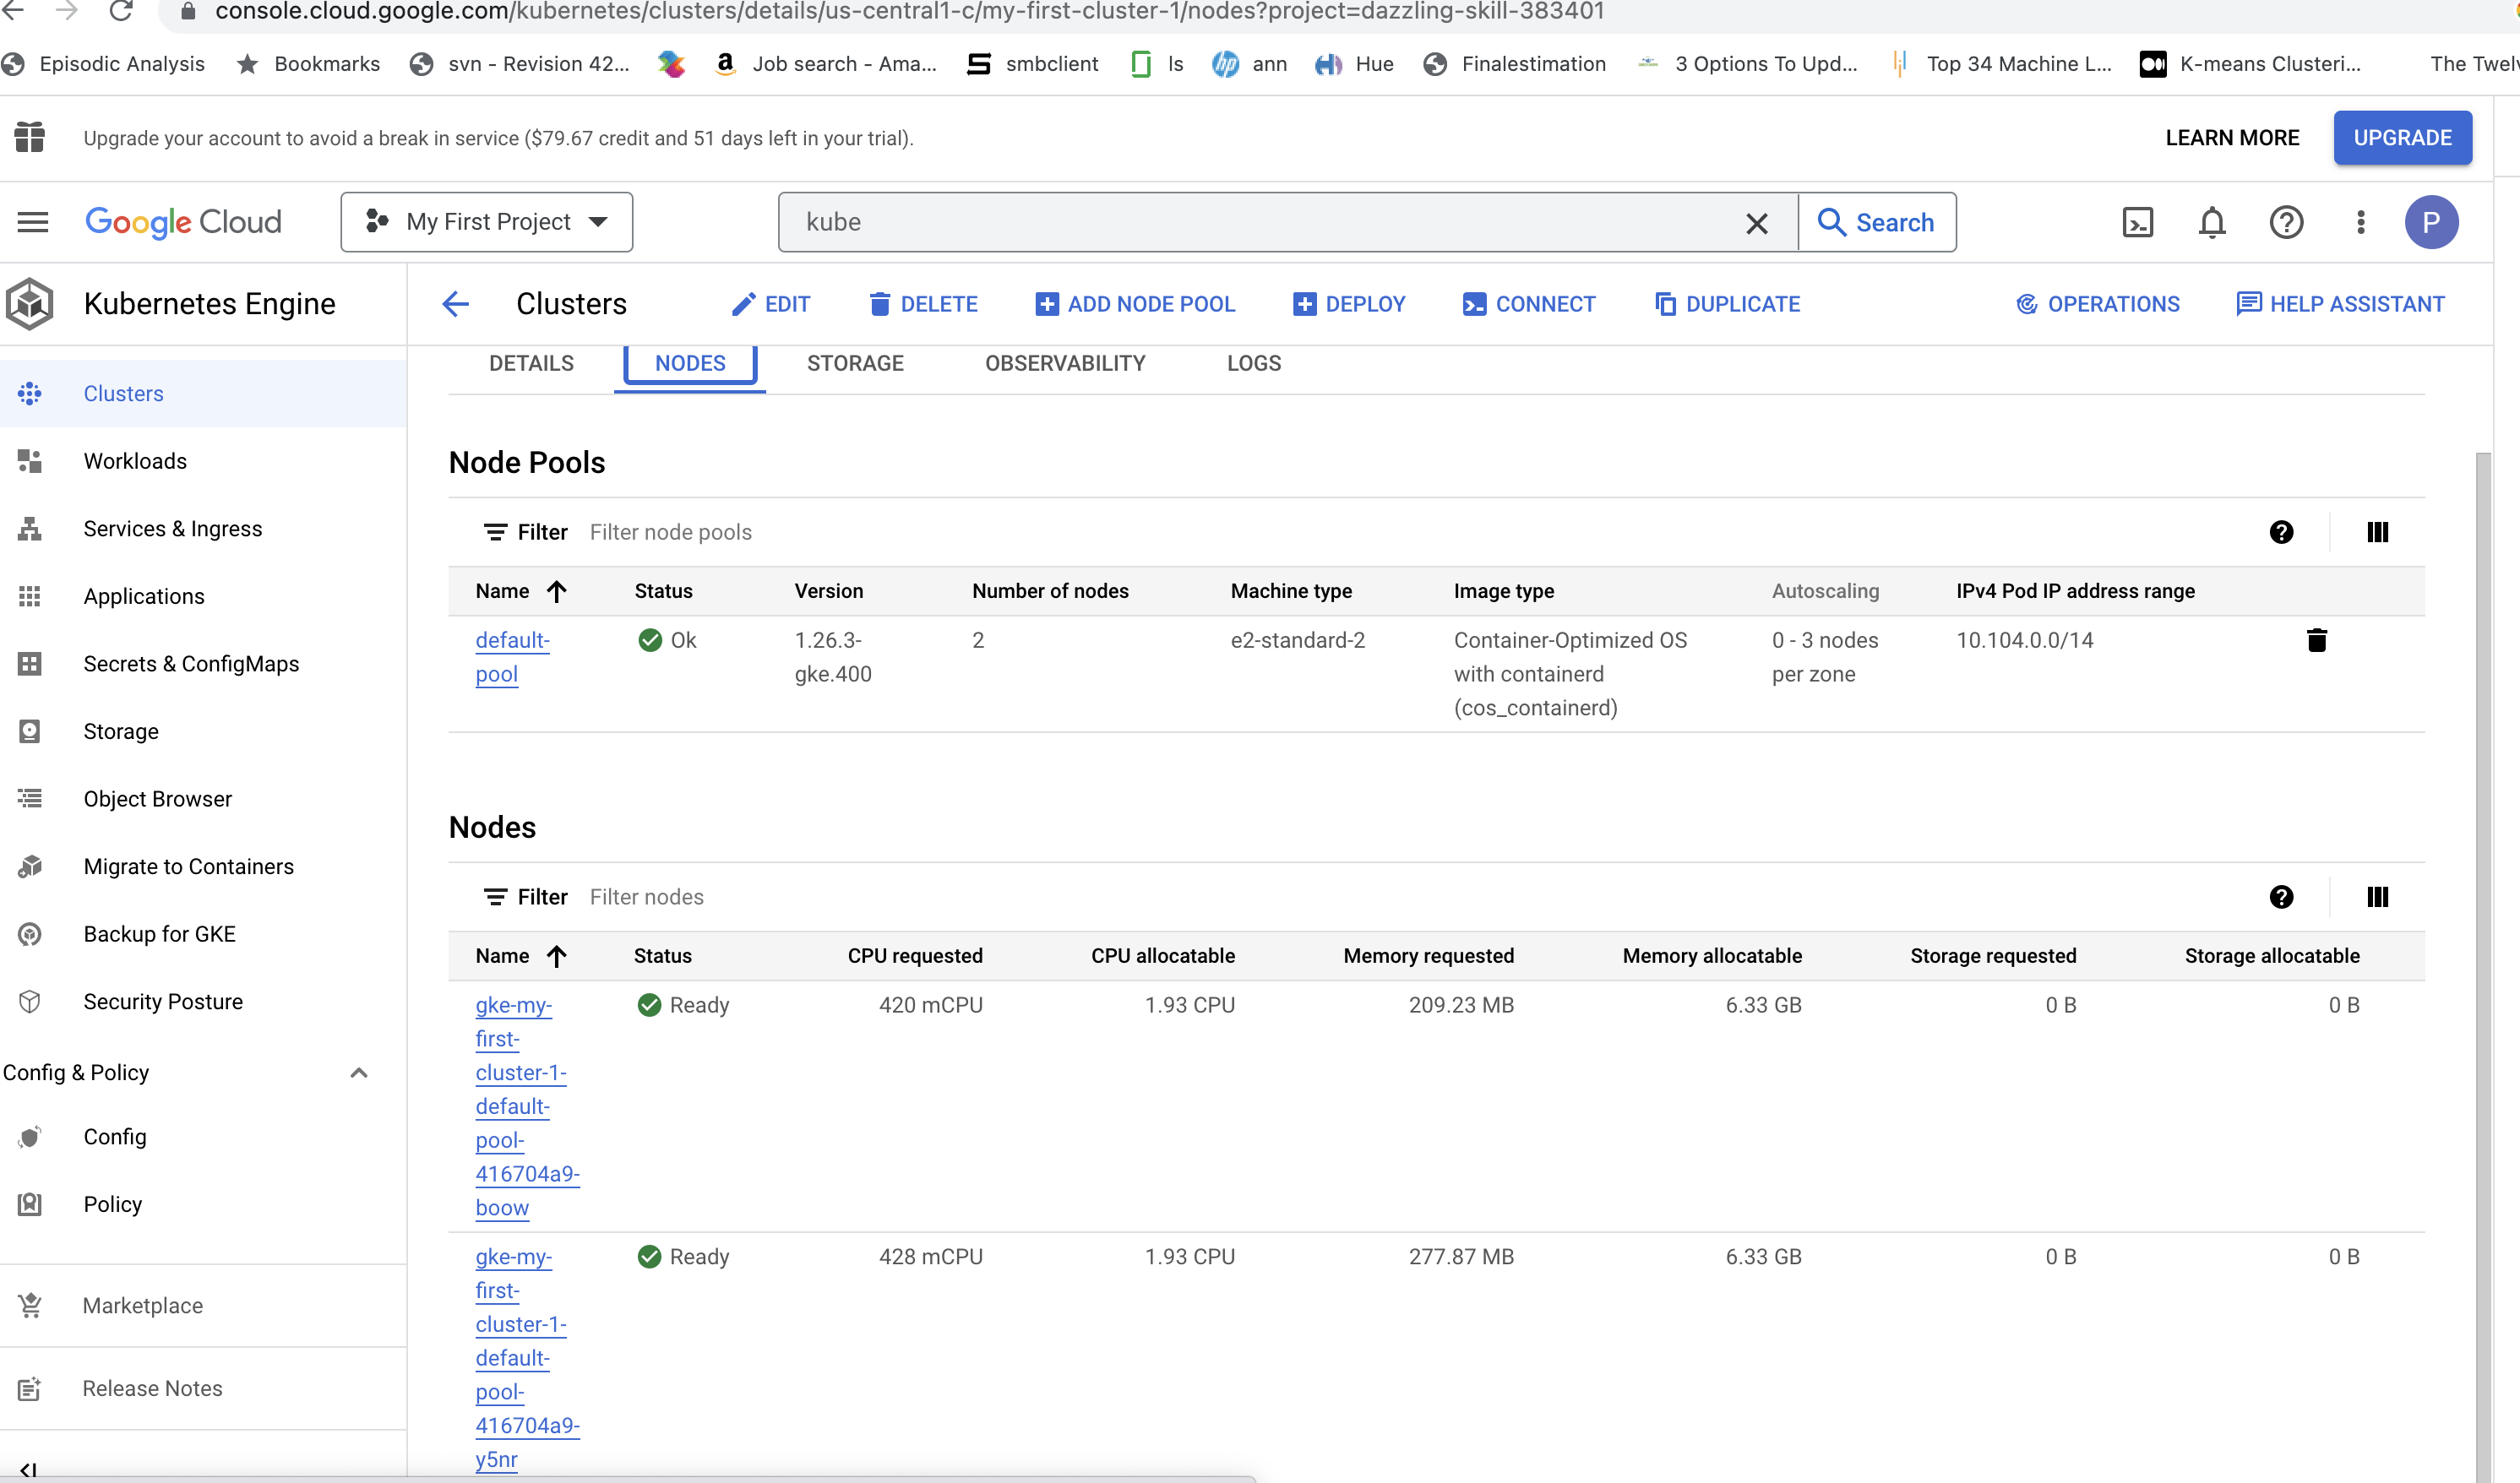 console.cloud.google.com/kubernetes/clusters/details/us-central1-c/my-first-cluster-1/nodes?project=dazzling-skill-383401
Episodic Analysis Bookmarks svn - Revision 42... Job search - Ama... smbclient ls ann Hue Finalestimation 3 Options To Upd... Top 34 Machine L... K-means Clusteri... The Twelv
Upgrade your account to avoid a break in service ($79.67 credit and 51 days left in your trial). LEARN MORE UPGRADE
Google Cloud My First Project kube Search P
Kubernetes Engine
Clusters EDIT DELETE ADD NODE POOL DEPLOY CONNECT DUPLICATE OPERATIONS HELP ASSISTANT
Clusters
Workloads
Services & Ingress
Applications
Secrets & ConfigMaps
Storage
Object Browser
Migrate to Containers
Backup for GKE
Security Posture
Config & Policy
Config
Policy
Marketplace
Release Notes
DETAILS NODES STORAGE OBSERVABILITY LOGS
Node Pools
Filter Filter node pools
Name Status Version Number of nodes Machine type Image type Autoscaling IPv4 Pod IP address range
default- Ok 1.26.3- 2 e2-standard-2 Container-Optimized OS 0 - 3 nodes 10.104.0.0/14
pool gke.400 with containerd per zone
(cos_containerd)
Nodes
Filter Filter nodes
Name Status CPU requested CPU allocatable Memory requested Memory allocatable Storage requested Storage allocatable
gke-my- Ready 420 mCPU 1.93 CPU 209.23 MB 6.33 GB 0 B 0 B
first-
cluster-1-
default-
pool-
416704a9-
boow
gke-my- Ready 428 mCPU 1.93 CPU 277.87 MB 6.33 GB 0 B 0 B
first-
cluster-1-
default-
pool-
416704a9-
y5nr